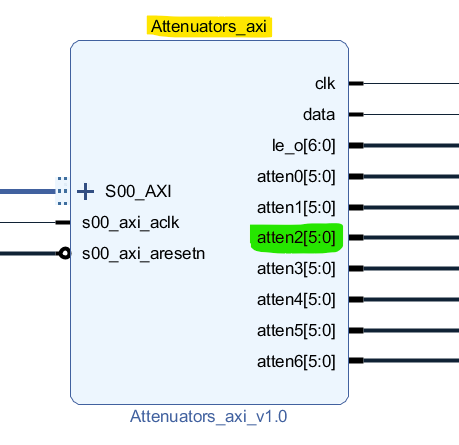 Attenuators_axi
clk
data
le_o[6:0]
atten0[5:0]
S00_AXI
atten1[5:0]
s00_axi_aclk
atten2[5:0]
s00_axi_aresetn
atten3[5:0]
atten4[5:0]
atten5[5:0]
atten6[5:0]
Attenuators_axi_v1.0